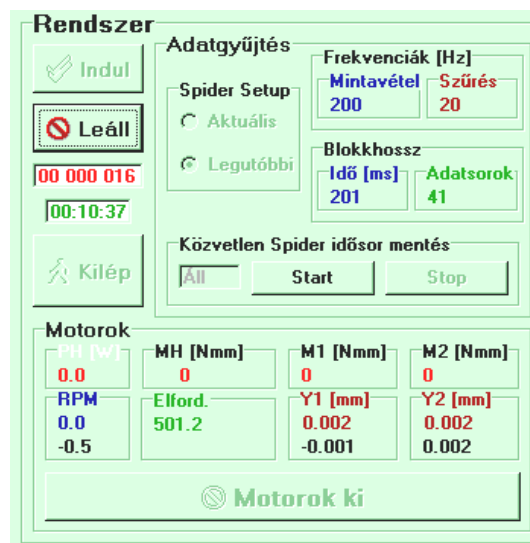 Rendszer
Indul
Leáll
00 000 016
00:10:37
Kilép
Adatgyűjtés
Spider Setup
Aktuális
Legutóbbi
Frekvenciák [Hz]
Mintavétel Szűrés
200 20
Blokkhossz
Idő [ms] Adatsorok
201 41
Közvetlen Spider idősor mentés
Áll Start Stop
Motorok
PH [W] MH [Nmm] M1 [Nmm] M2 [Nmm]
0.0 0 0 0
RPM Elford. Y1 [mm] Y2 [mm]
0.0 501.2 0.002 0.002
-0.5 -0.001 0.002
Motorok ki